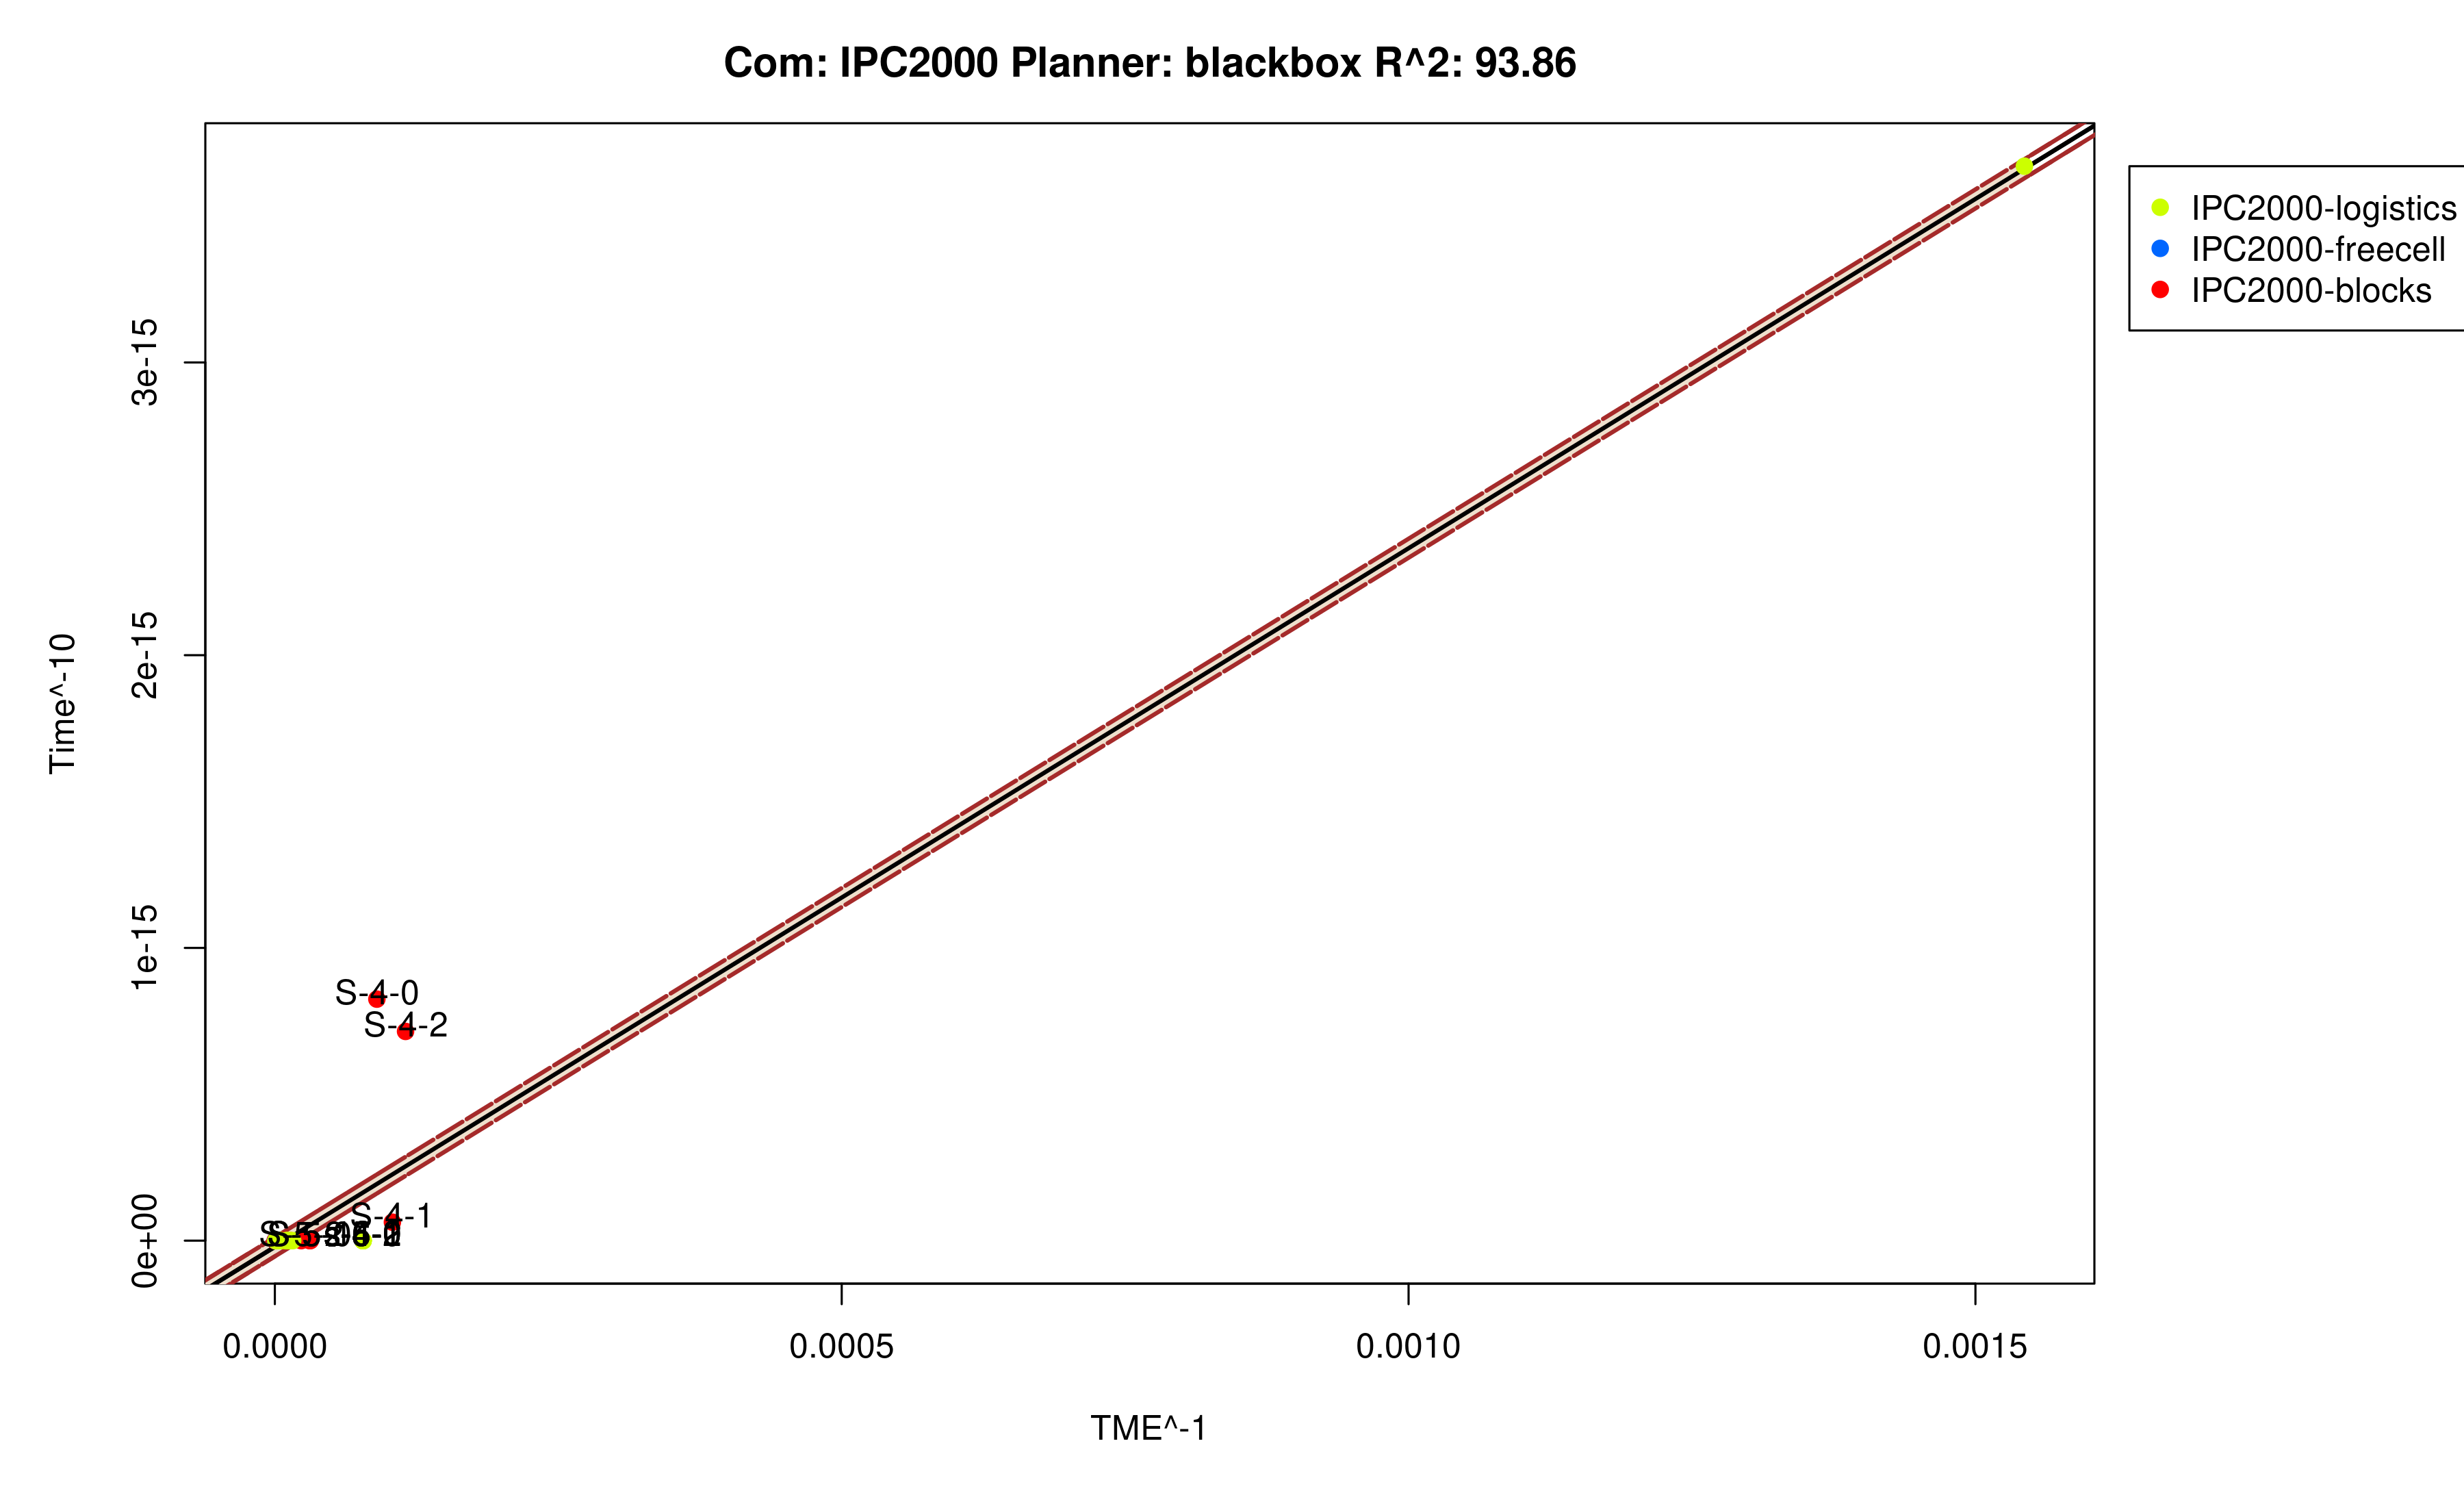 Com: IPC2000 Planner: blackbox R^2: 93.86
IPC2000-logistics
IPC2000-freecell
IPC2000-blocks
Time^-10
3e-15
2e-15
1e-15
0e+00
S-4-0
S-4-2
S-4-1
0.0000
0.0005
0.0010
0.0015
TME^-1